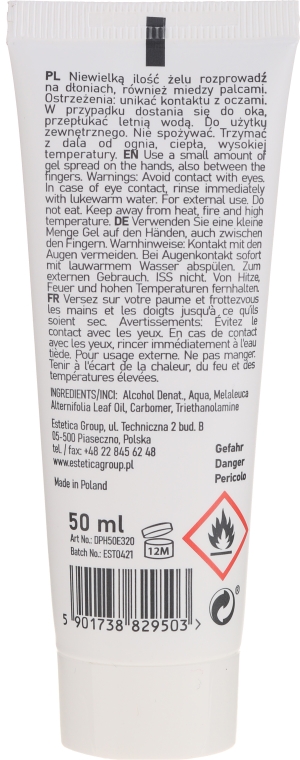 PL Niewielką ilość żelu rozprowadź
na dłoniach, również miedzy palcami.
Ostrzeżenia: unikać kontaktu z oczami.
W przypadku dostania się do oka,
przepłukać letnią wodą. Do użytku
zewnętrznego. Nie spożywać. Trzymać
z dala od ognia, ciepła, wysokiej
temperatury. EN Use a small amount of
gel spread on the hands, also between the
fingers. Warnings: Avoid contact with eyes.
In case of eye contact, rinse immediately
with lukewarm water. For external use. Do
not eat. Keep away from heat, fire and high
temperature. DE Verwenden Sie eine kleine
Menge Gel auf den Händen, auch zwischen
den Fingern. Warnhinweise: Kontakt mit den
Augen vermeiden. Bei Augenkontakt sofort
mit lauwarmem Wasser abspülen. Zum
externen Gebrauch. ISS nicht. Von Hitze,
Feuer und hohen Temperaturen fernhalten.
FR Versez sur votre paume et frottezvous
les mains et les doigts jusqu'à ce qu'ils
soient sec. Avertissements: Évitez le
contact avec les yeux. En cas de contact
avec les yeux, rincer immédiatement à l'eau
tiède. Pour usage externe. Ne pas manger.
Tenir à l'écart de la chaleur, du feu et des
températures élevées.
INGREDIENTS/INCI: Alcohol Denat., Aqua, Melaleuca
Alternifolia Leaf Oil, Carbomer, Triethanolamine
Estetica Group, ul. Techniczna 2 bud. B
05-500 Piaseczno, Polska
tel./fax: +48 22 845 62 48
www.esteticagroup.pl
Made in Poland
Gefahr
Danger
Pericolo
50 ml
Art No.: DPH50E320
Batch No.: EST0421
12M
5 901738 829503 >